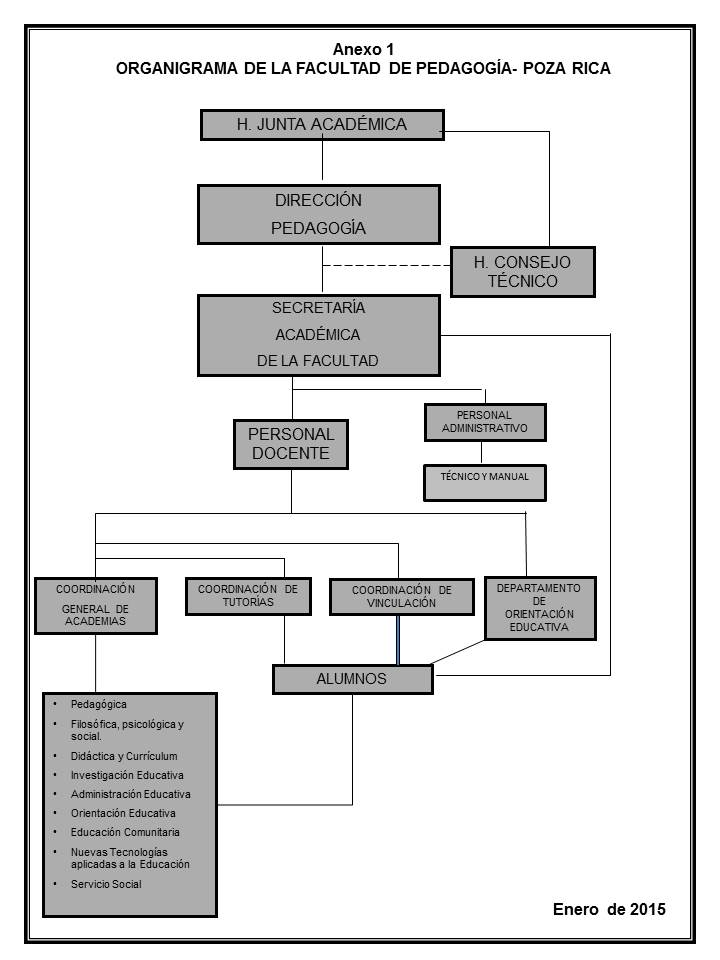 Anexo 1
ORGANIGRAMA DE LA FACULTAD DE PEDAGOGÍA- POZA RICA
H. JUNTA ACADÉMICA
DIRECCIÓN
PEDAGOGÍA
H. CONSEJO
TÉCNICO
SECRETARÍA
ACADÉMICA
DE LA FACULTAD
PERSONAL
DOCENTE
PERSONAL
ADMINISTRATIVO
TÉCNICO Y MANUAL
COORDINACIÓN
GENERAL DE
ACADEMIAS
COORDINACIÓN DE
TUTORÍAS
COORDINACIÓN DE
VINCULACIÓN
DEPARTAMENTO
DE
ORIENTACIÓN
EDUCATIVA
ALUMNOS
• Pedagógica
• Filosófica, psicológica y
social.
• Didáctica y Currículum
• Investigación Educativa
• Administración Educativa
• Orientación Educativa
• Educación Comunitaria
• Nuevas Tecnologías
aplicadas a la Educación
• Servicio Social
Enero de 2015